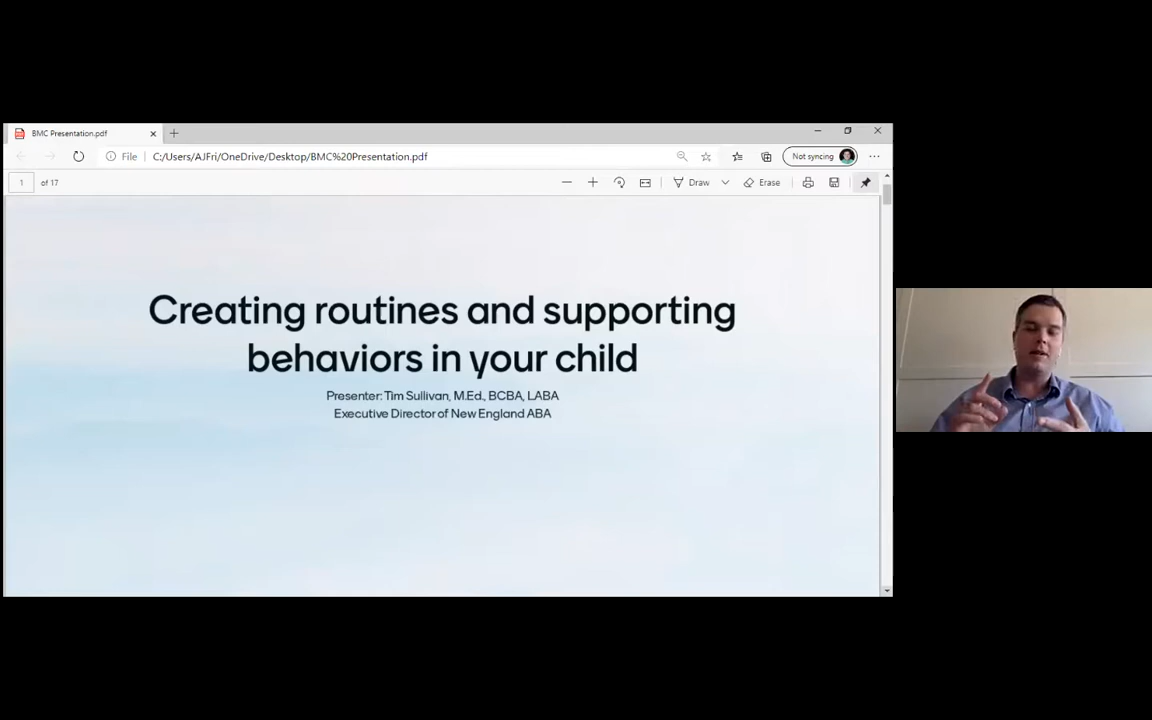 BMC Presentation.pdf
File C:/Users/AJFri/OneDrive/Desktop/BMC%20Presentation.pdf Not syncing
1 of 17 Draw Erase
Creating routines and supporting
behaviors in your child
Presenter: Tim Sullivan, M.Ed., BCBA, LABA
Executive Director of New England ABA